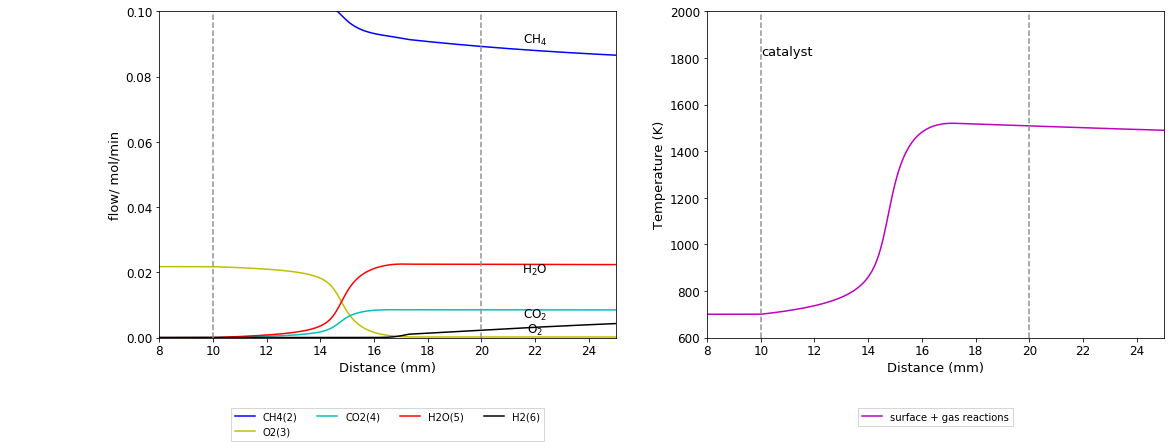 0.10
0.08
0.06
0.04
0.02
0.00
flow/ mol/min
CH₄
H₂O
CO₂
O₂
8 10 12 14 16 18 20 22 24
Distance (mm)
CH4(2) CO2(4) H2O(5) H2(6)
O2(3)
2000
1800
1600
1400
1200
1000
800
600
Temperature (K)
catalyst
8 10 12 14 16 18 20 22 24
Distance (mm)
surface + gas reactions